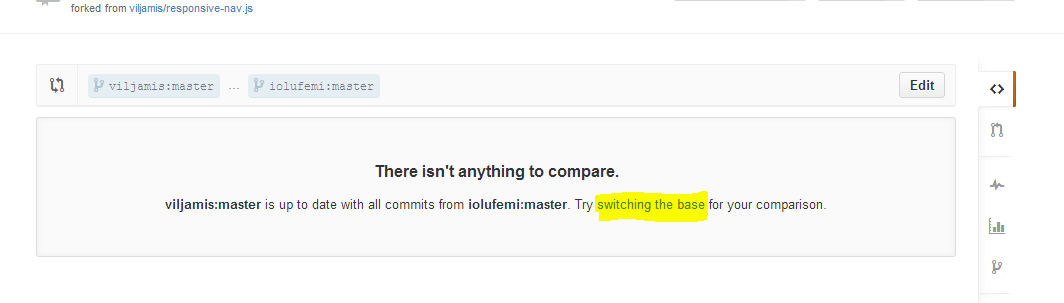 forked from viljamis/responsive-nav.js
viljamis:master ... iolufemi:master Edit
There isn't anything to compare.
viljamis:master is up to date with all commits from iolufemi:master. Try switching the base for your comparison.